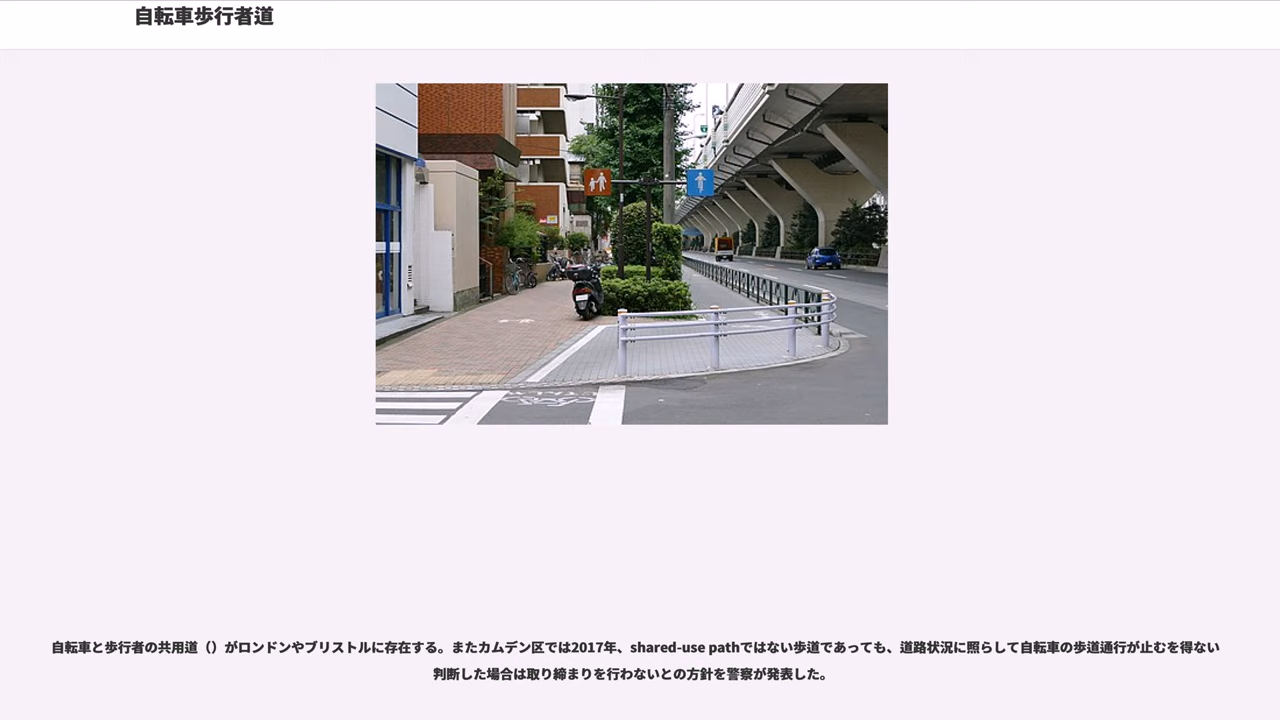 自転車歩行者道
自転車と歩行者の共用道（）がロンドンやブリストルに存在する。またカムデン区では2017年、shared-use pathではない歩道であっても、道路状況に照らして自転車の歩道通行が止むを得ない
判断した場合は取り締まりを行わないとの方針を警察が発表した。